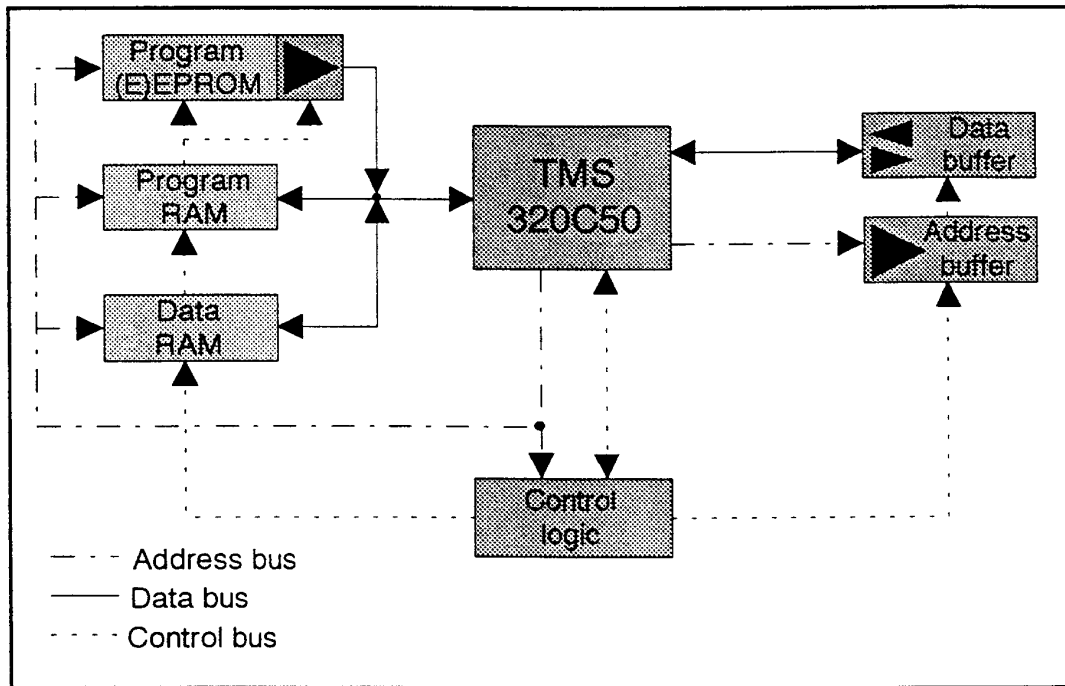 Program
(E)EPROM
Program
RAM
Data
RAM
TMS
320C50
Data
buffer
Address
buffer
Control
logic
Address bus
Data bus
Control bus